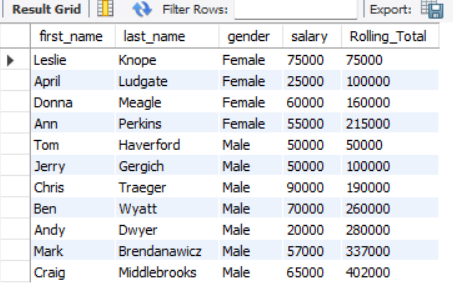 Result Grid Filter Rows: Export:
first_name last_name gender salary Rolling_Total
Leslie Knope Female 75000 75000
April Ludgate Female 25000 100000
Donna Meagle Female 60000 160000
Ann Perkins Female 55000 215000
Tom Haverford Male 50000 50000
Jerry Gergich Male 50000 100000
Chris Traeger Male 90000 190000
Ben Wyatt Male 70000 260000
Andy Dwyer Male 20000 280000
Mark Brendanawicz Male 57000 337000
Craig Middlebrooks Male 65000 402000